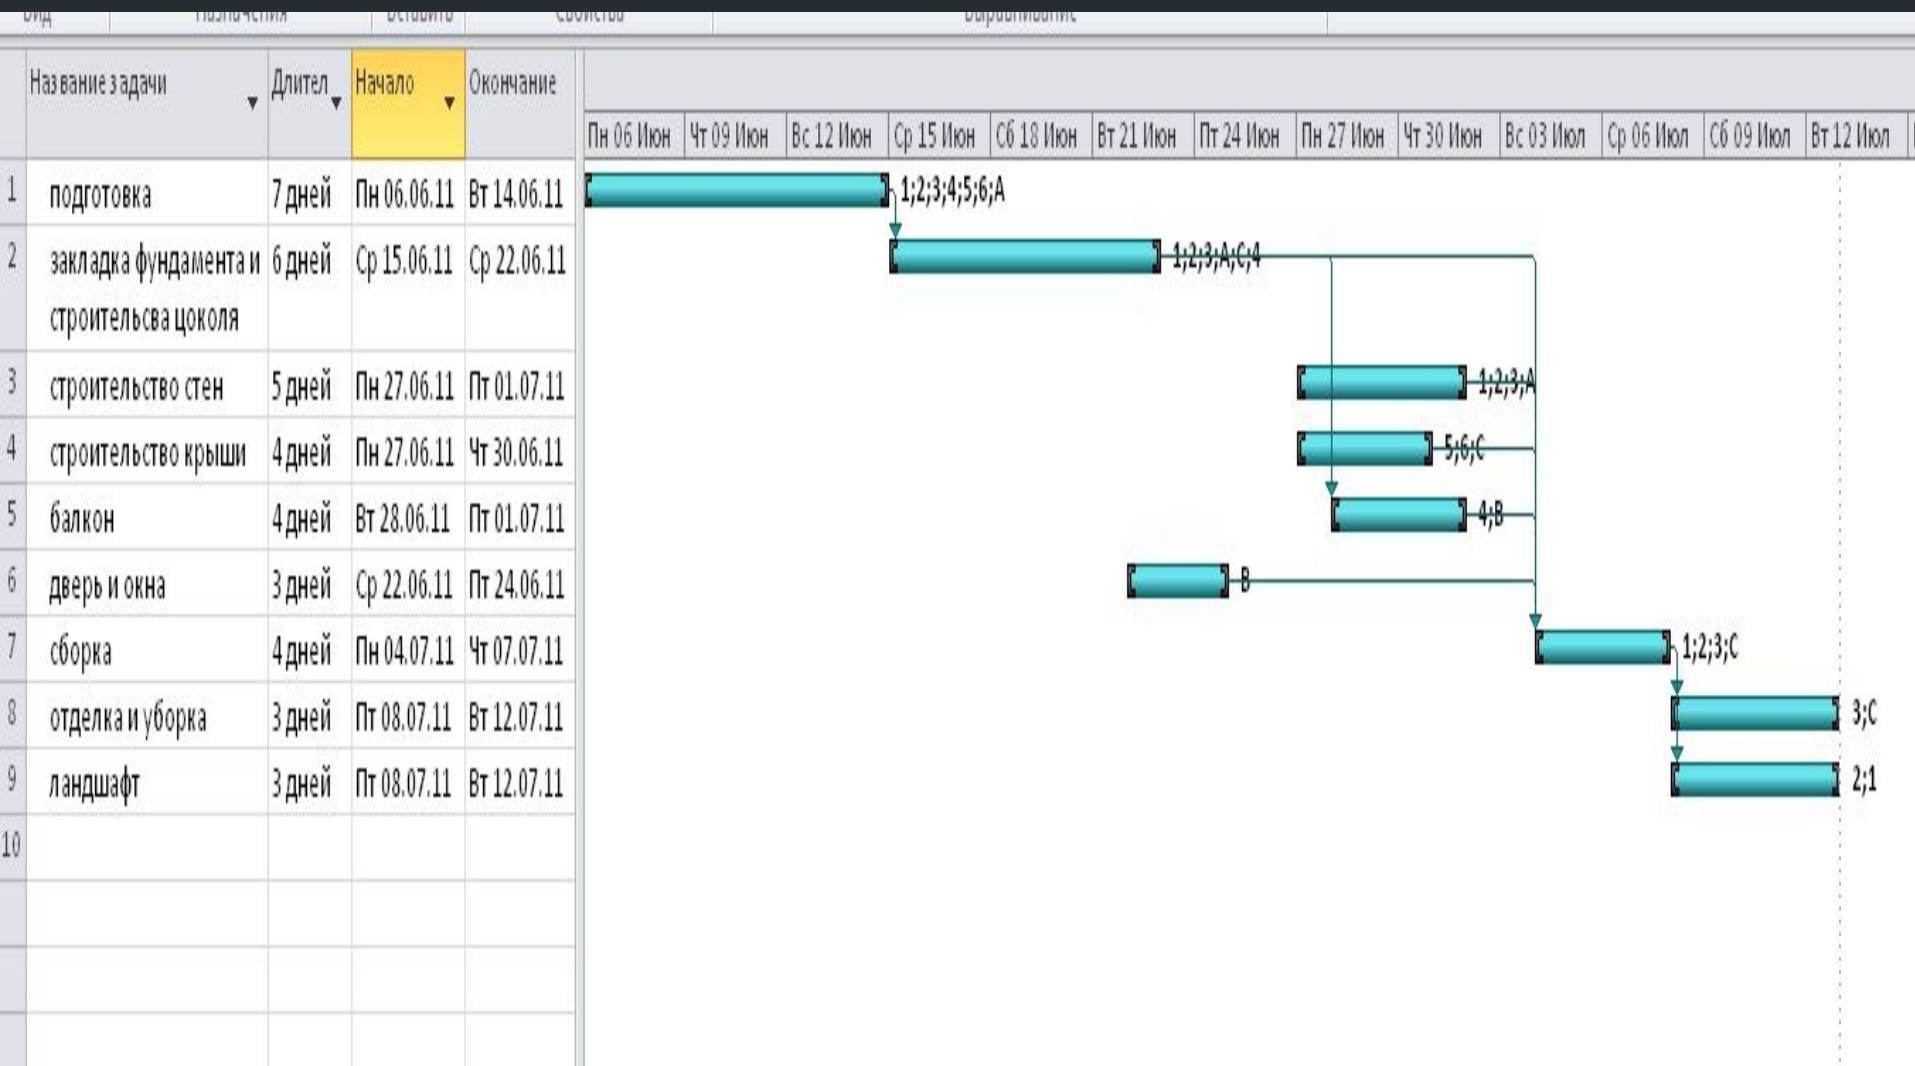 Вид Назначения Вставить Свойства Выравнивание
Название задачи Длител Начало Окончание
Пн 06 Июн Чт 09 Июн Вс 12 Июн Ср 15 Июн Сб 18 Июн Вт 21 Июн Пт 24 Июн Пн 27 Июн Чт 30 Июн Вс 03 Июл Ср 06 Июл Сб 09 Июл Вт 12 Июл
1 подготовка 7 дней Пн 06.06.11 Вт 14.06.11 1;2;3;4;5;6;А
2 закладка фундамента и 6 дней Ср 15.06.11 Ср 22.06.11 1;2;3;А;С;4
строительсва цоколя
3 строительство стен 5 дней Пн 27.06.11 Пт 01.07.11 1;2;3;А
4 строительство крыши 4 дней Пн 27.06.11 Чт 30.06.11 5;6;С
5 балкон 4 дней Вт 28.06.11 Пт 01.07.11 4;В
6 дверь и окна 3 дней Ср 22.06.11 Пт 24.06.11 В
7 сборка 4 дней Пн 04.07.11 Чт 07.07.11 1;2;3;С
8 отделка и уборка 3 дней Пт 08.07.11 Вт 12.07.11 3;С
9 ландшафт 3 дней Пт 08.07.11 Вт 12.07.11 2;1
10